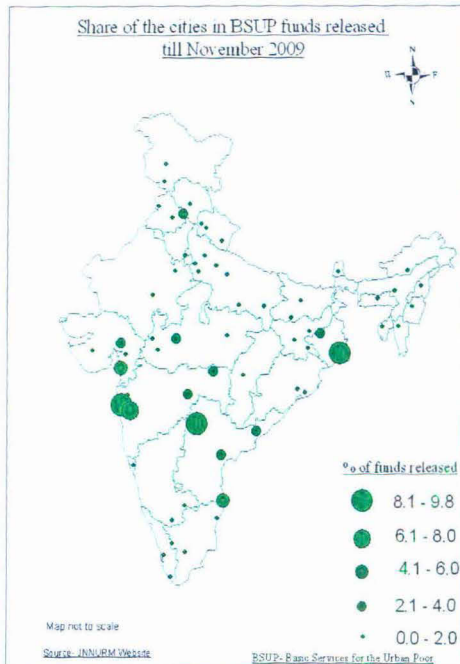 Share of the cities in BSUP funds released
till November 2009
N
% of funds released
8.1 - 9.8
6.1 - 8.0
4.1 - 6.0
2.1 - 4.0
0.0 - 2.0
Map not to scale
Source- JNNURM Website
BSUP- Basic Services for the Urban Poor